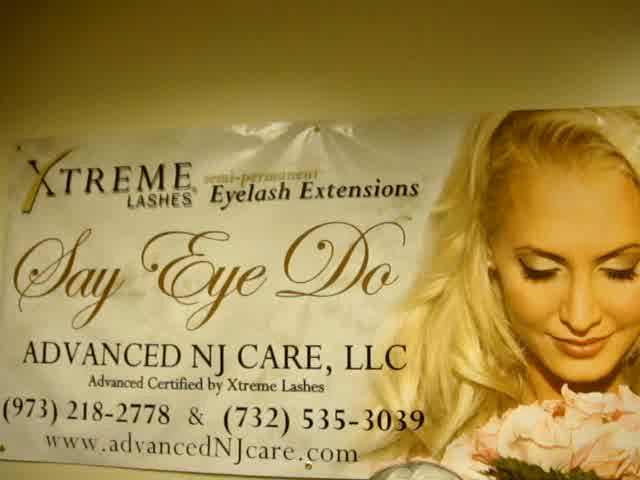 XTREME LASHES® semi-permanent Eyelash Extensions
Say Eye Do
ADVANCED NJ CARE, LLC
Advanced Certified by Xtreme Lashes
(973) 218-2778 & (732) 535-3039
www.advancedNJcare.com